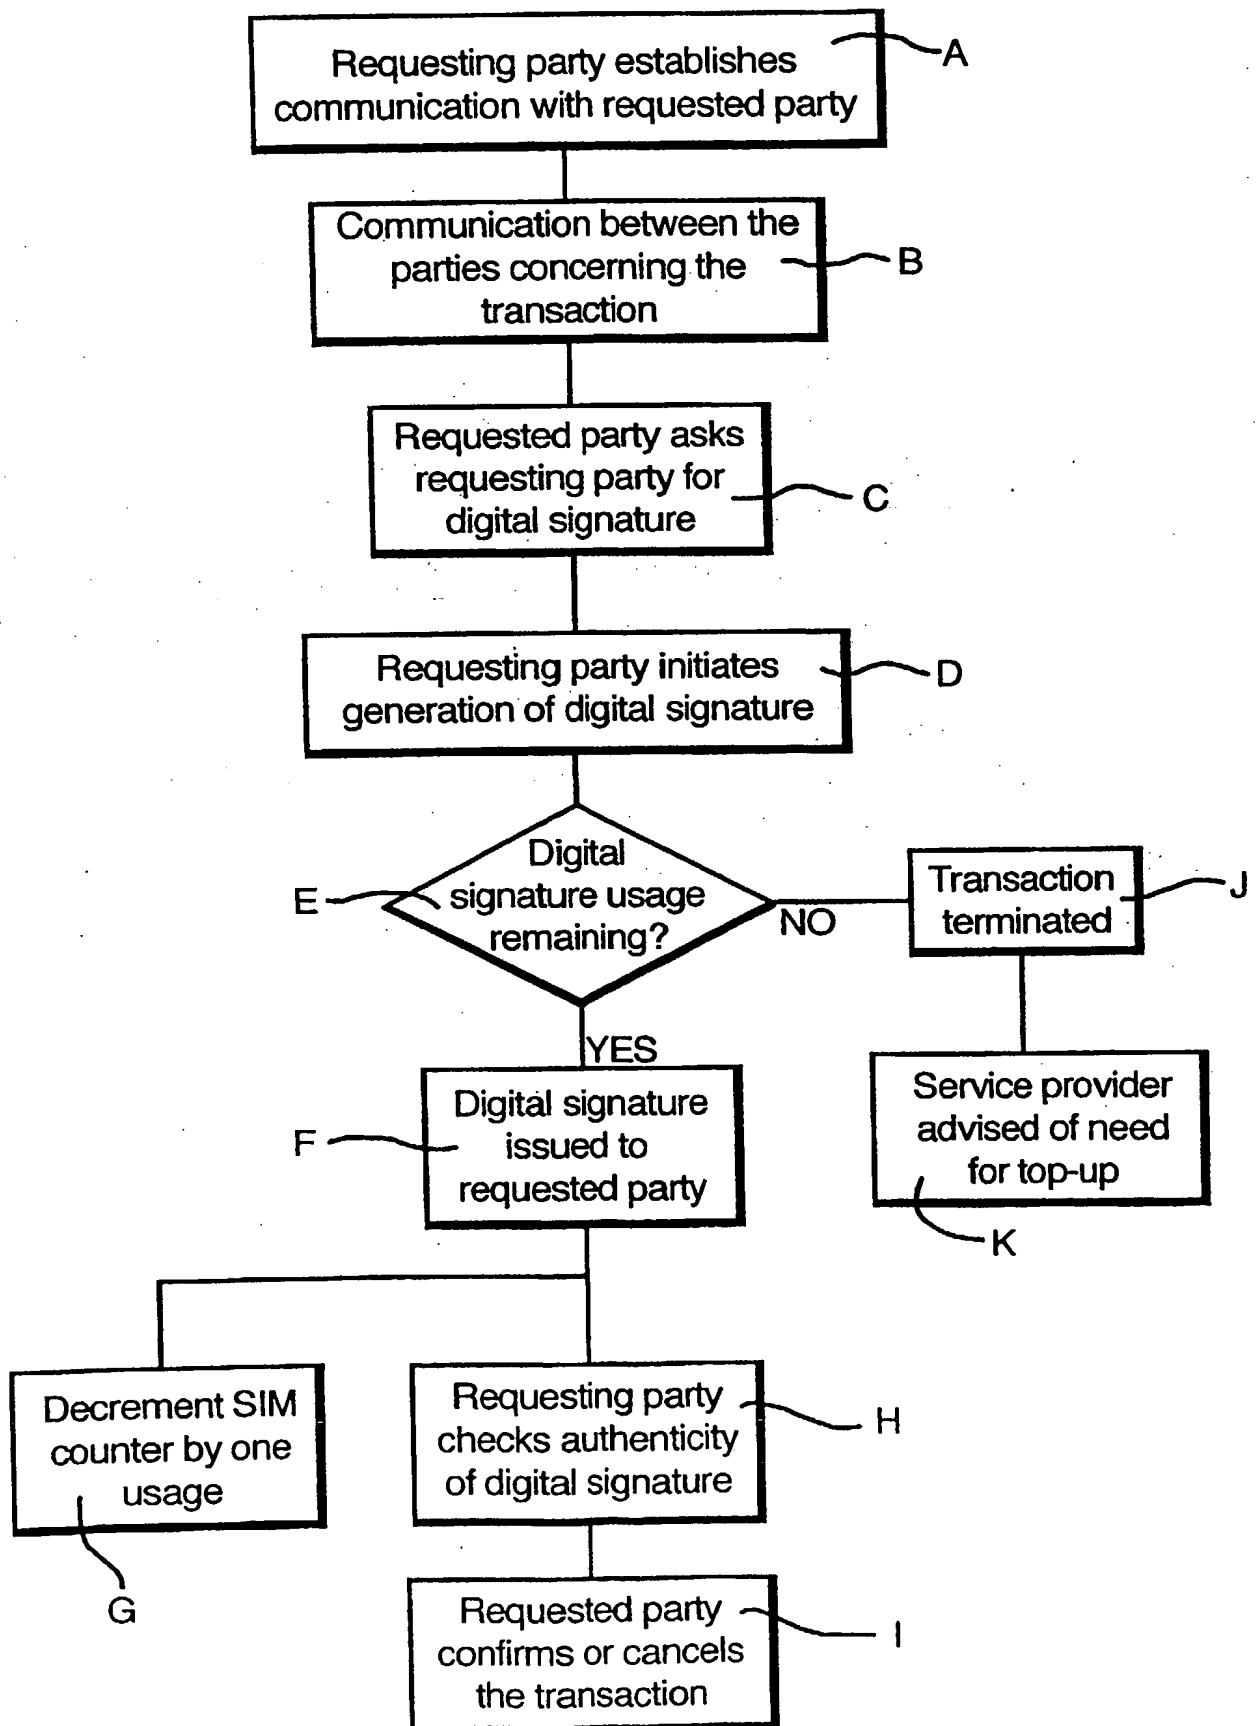 Requesting party establishes
communication with requested party
A
Communication between the
parties concerning the
transaction
B
Requested party asks
requesting party for
digital signature
C
Requesting party initiates
generation of digital signature
D
Digital
signature usage
remaining?
E
NO
Transaction
terminated
J
YES
Service provider
advised of need
for top-up
K
Digital signature
issued to
requested party
F
Decrement SIM
counter by one
usage
G
Requesting party
checks authenticity
of digital signature
H
Requested party
confirms or cancels
the transaction
I